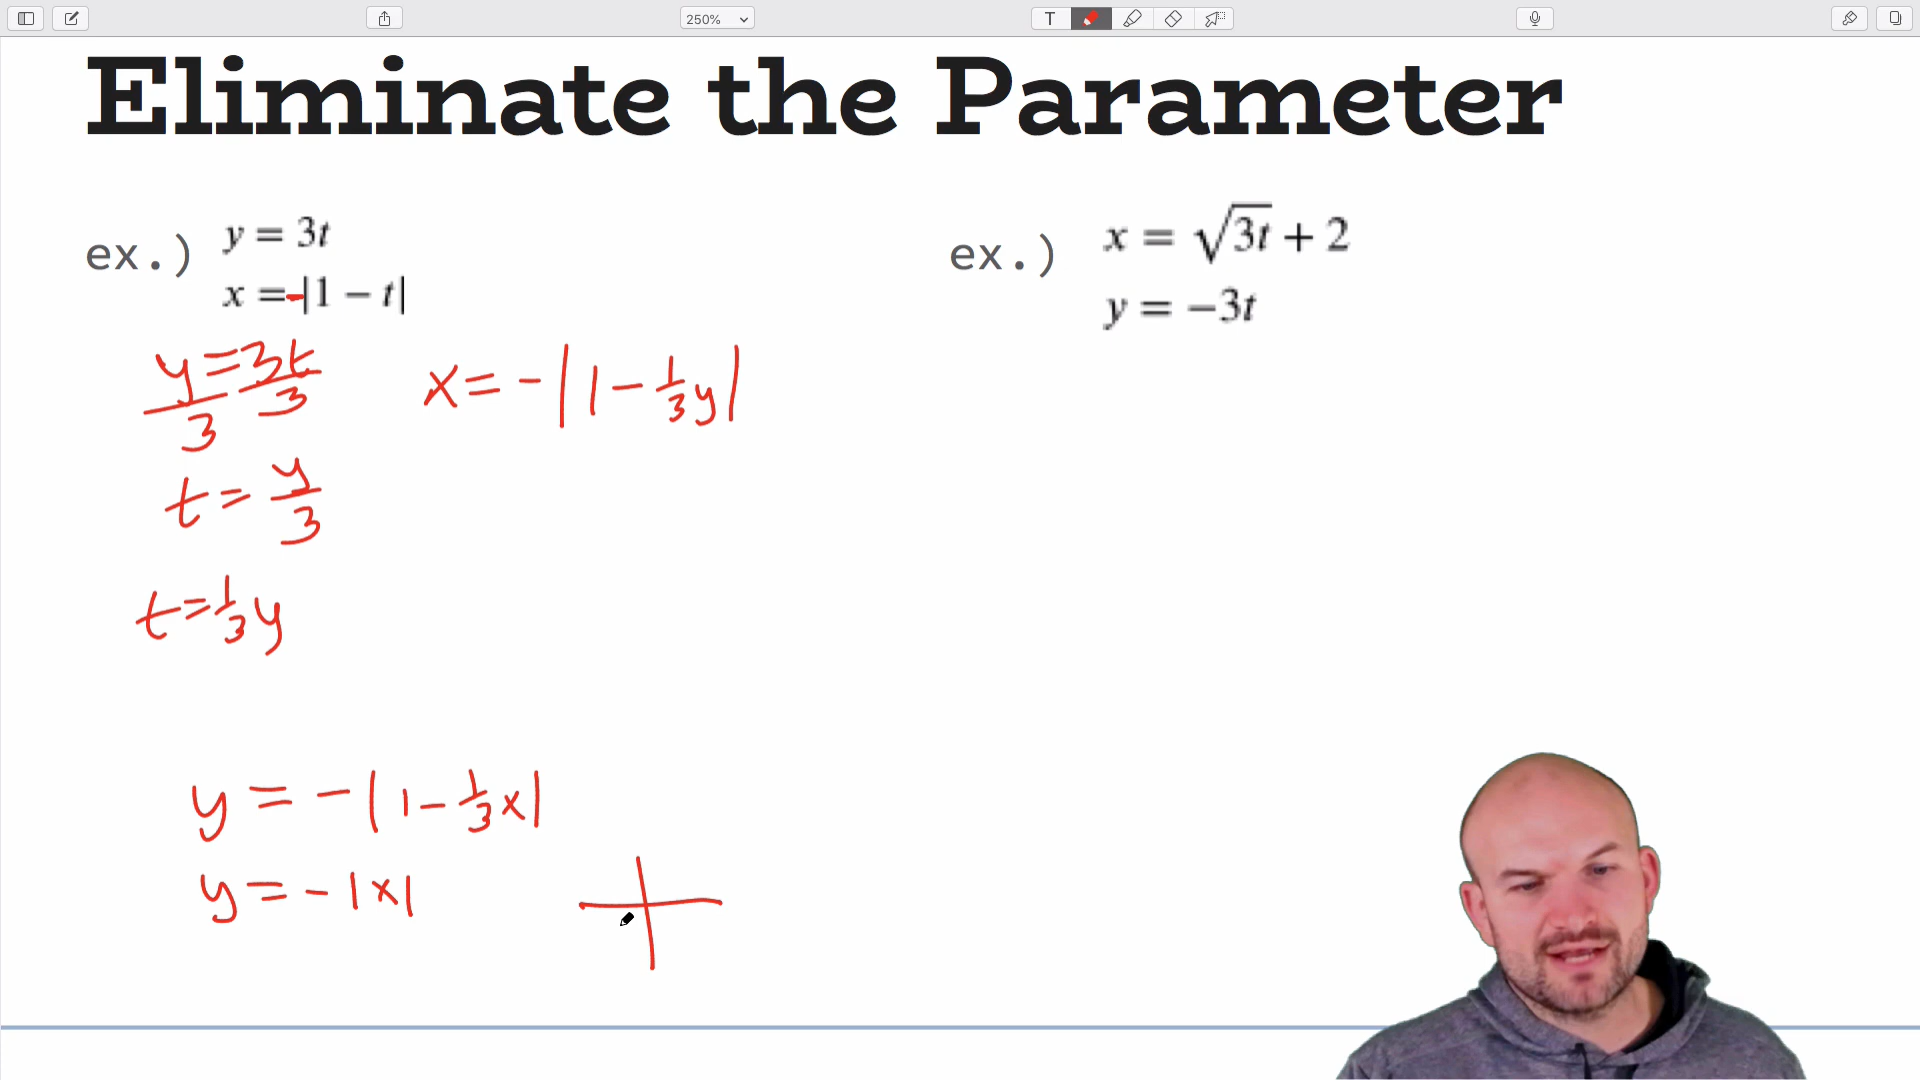 250%
T
Eliminate the Parameter
ex.) y = 3t
x = -|1 − t|
y/3 = 3t/3
t = y/3
t = 1/3 y
x = -|1 - 1/3 y|
y = -|1 - 1/3 x|
y = -|x|
ex.) x = √3t + 2
y = −3t